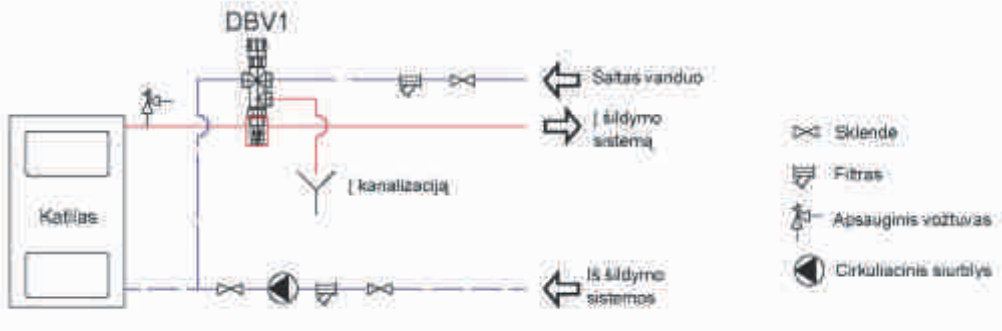 DBV1
Šaltas vanduo
Į šildymo
sistemą
Į kanalizaciją
Katilas
Iš šildymo
sistemos
Sklendė
Filtras
Apsauginis vožtuvas
Cirkuliacinis siurblys